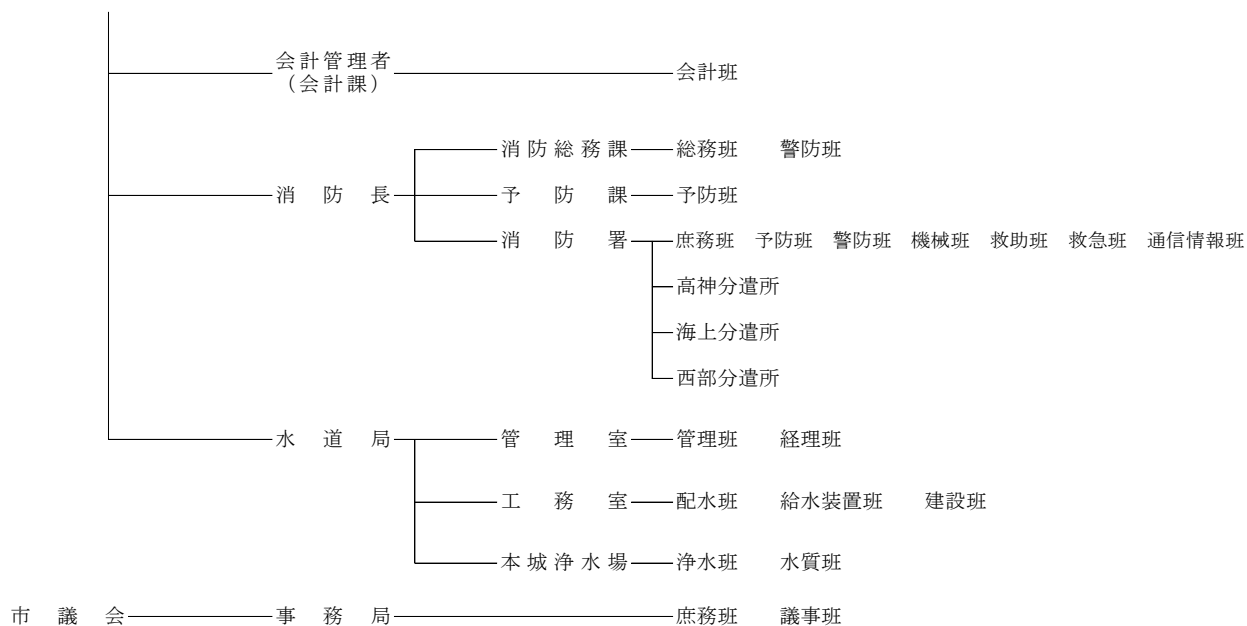 会計管理者 会計班
(会計課)
消防総務課 総務班 警防班
消防長 予防課 予防班
消防署 庶務班 予防班 警防班 機械班 救助班 救急班 通信情報班
高神分遣所
海上分遣所
西部分遣所
水道局 管理室 管理班 経理班
工務室 配水班 給水装置班 建設班
本城浄水場 浄水班 水質班
市議会 事務局 庶務班 議事班